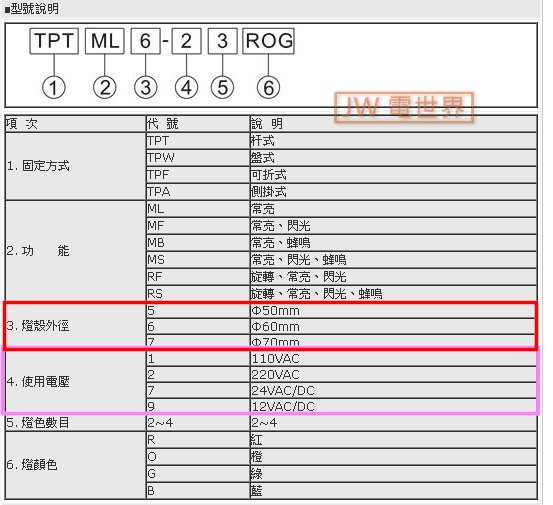 ■型號說明
TPT ML 6 - 2 3 ROG
① ② ③ ④ ⑤ ⑥
JW 電世界
項 次 代 號 說 明
1. 固定方式 TPT 杆式
TPW 盤式
TPF 可折式
TPA 側掛式
2. 功 能 ML 常亮
MF 常亮、閃光
MB 常亮、蜂鳴
MS 常亮、閃光、蜂鳴
RF 旋轉、常亮、閃光
RS 旋轉、常亮、閃光、蜂鳴
3. 燈殼外徑 5 Φ50mm
6 Φ60mm
7 Φ70mm
4. 使用電壓 1 110VAC
2 220VAC
7 24VAC/DC
9 12VAC/DC
5. 燈色數目 2~4 2~4
6. 燈顏色 R 紅
O 橙
G 綠
B 藍